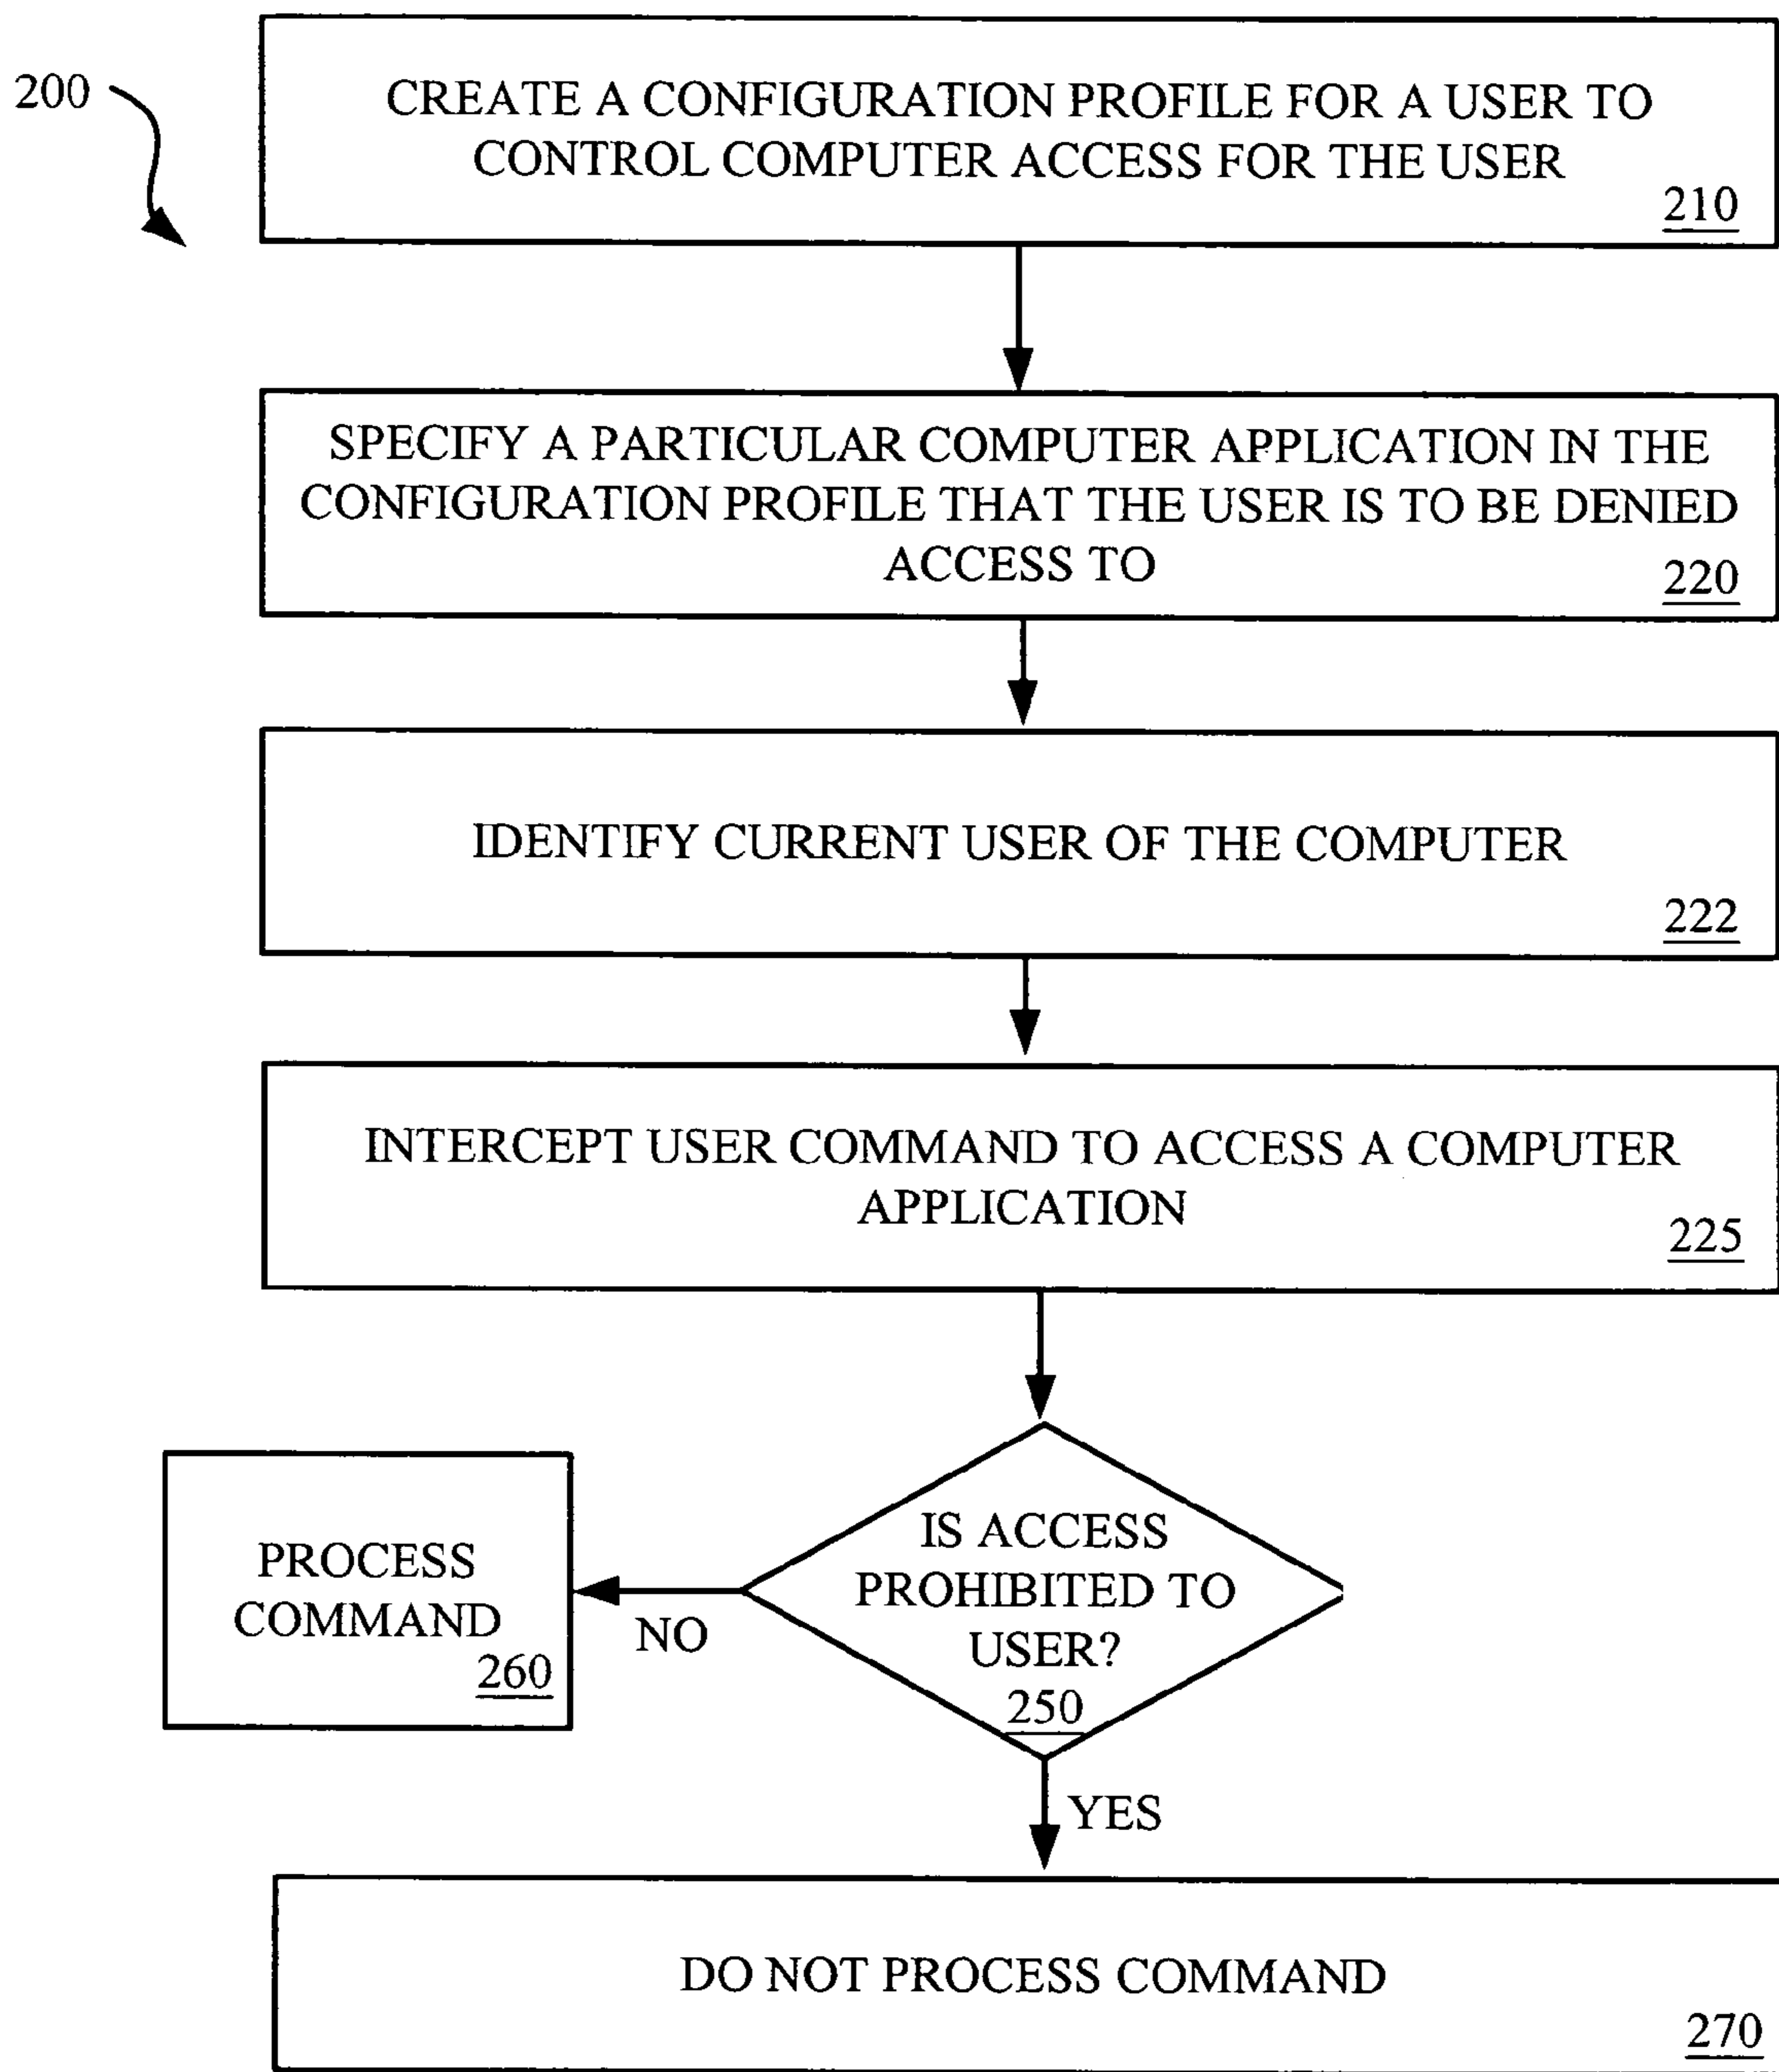 200
CREATE A CONFIGURATION PROFILE FOR A USER TO
CONTROL COMPUTER ACCESS FOR THE USER
210
SPECIFY A PARTICULAR COMPUTER APPLICATION IN THE
CONFIGURATION PROFILE THAT THE USER IS TO BE DENIED
ACCESS TO
220
IDENTIFY CURRENT USER OF THE COMPUTER
222
INTERCEPT USER COMMAND TO ACCESS A COMPUTER
APPLICATION
225
IS ACCESS
PROHIBITED TO
USER?
250
NO
PROCESS
COMMAND
260
YES
DO NOT PROCESS COMMAND
270